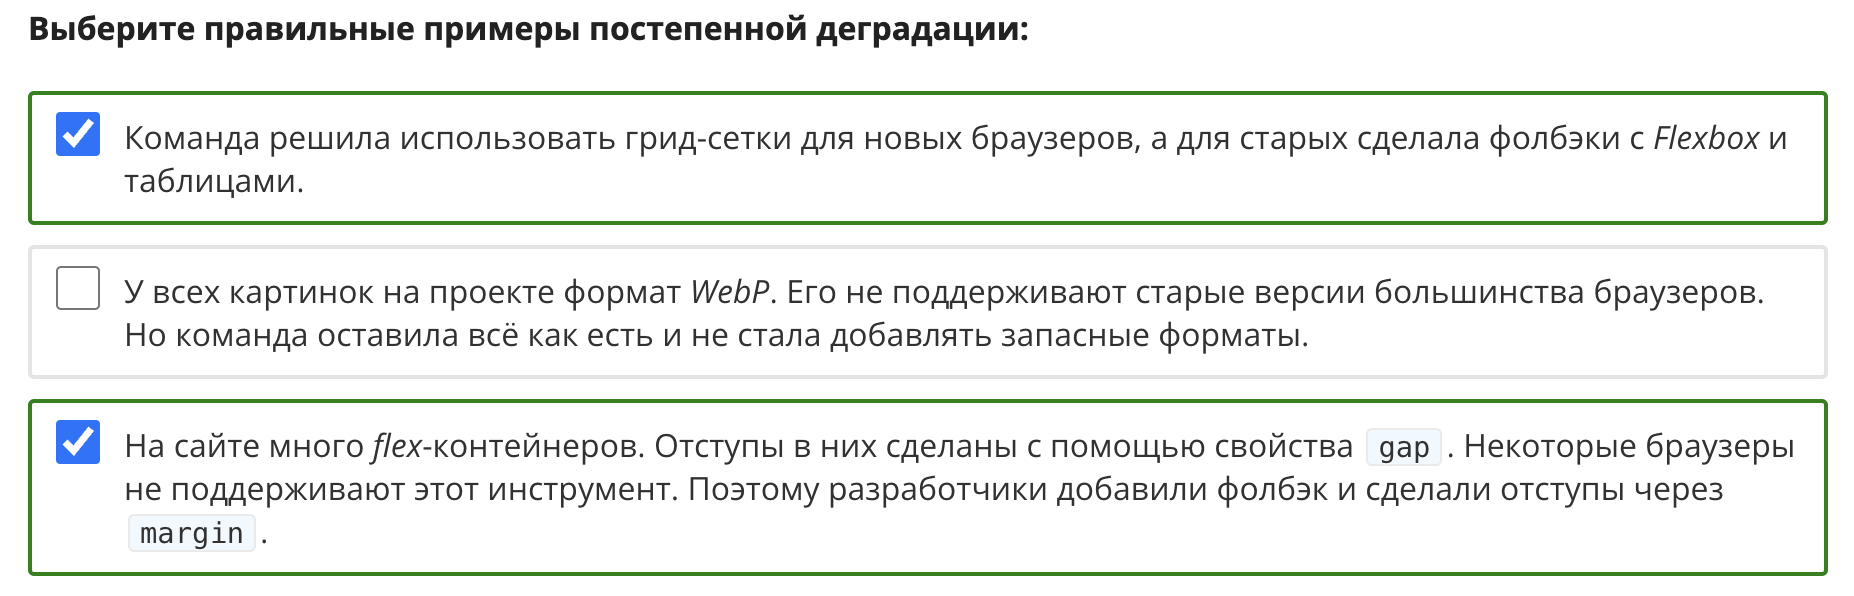 Выберите правильные примеры постепенной деградации:
Команда решила использовать грид-сетки для новых браузеров, а для старых сделала фолбэки с Flexbox и
таблицами.
У всех картинок на проекте формат WebP. Его не поддерживают старые версии большинства браузеров.
Но команда оставила всё как есть и не стала добавлять запасные форматы.
На сайте много flex-контейнеров. Отступы в них сделаны с помощью свойства gap. Некоторые браузеры
не поддерживают этот инструмент. Поэтому разработчики добавили фолбэк и сделали отступы через
margin.